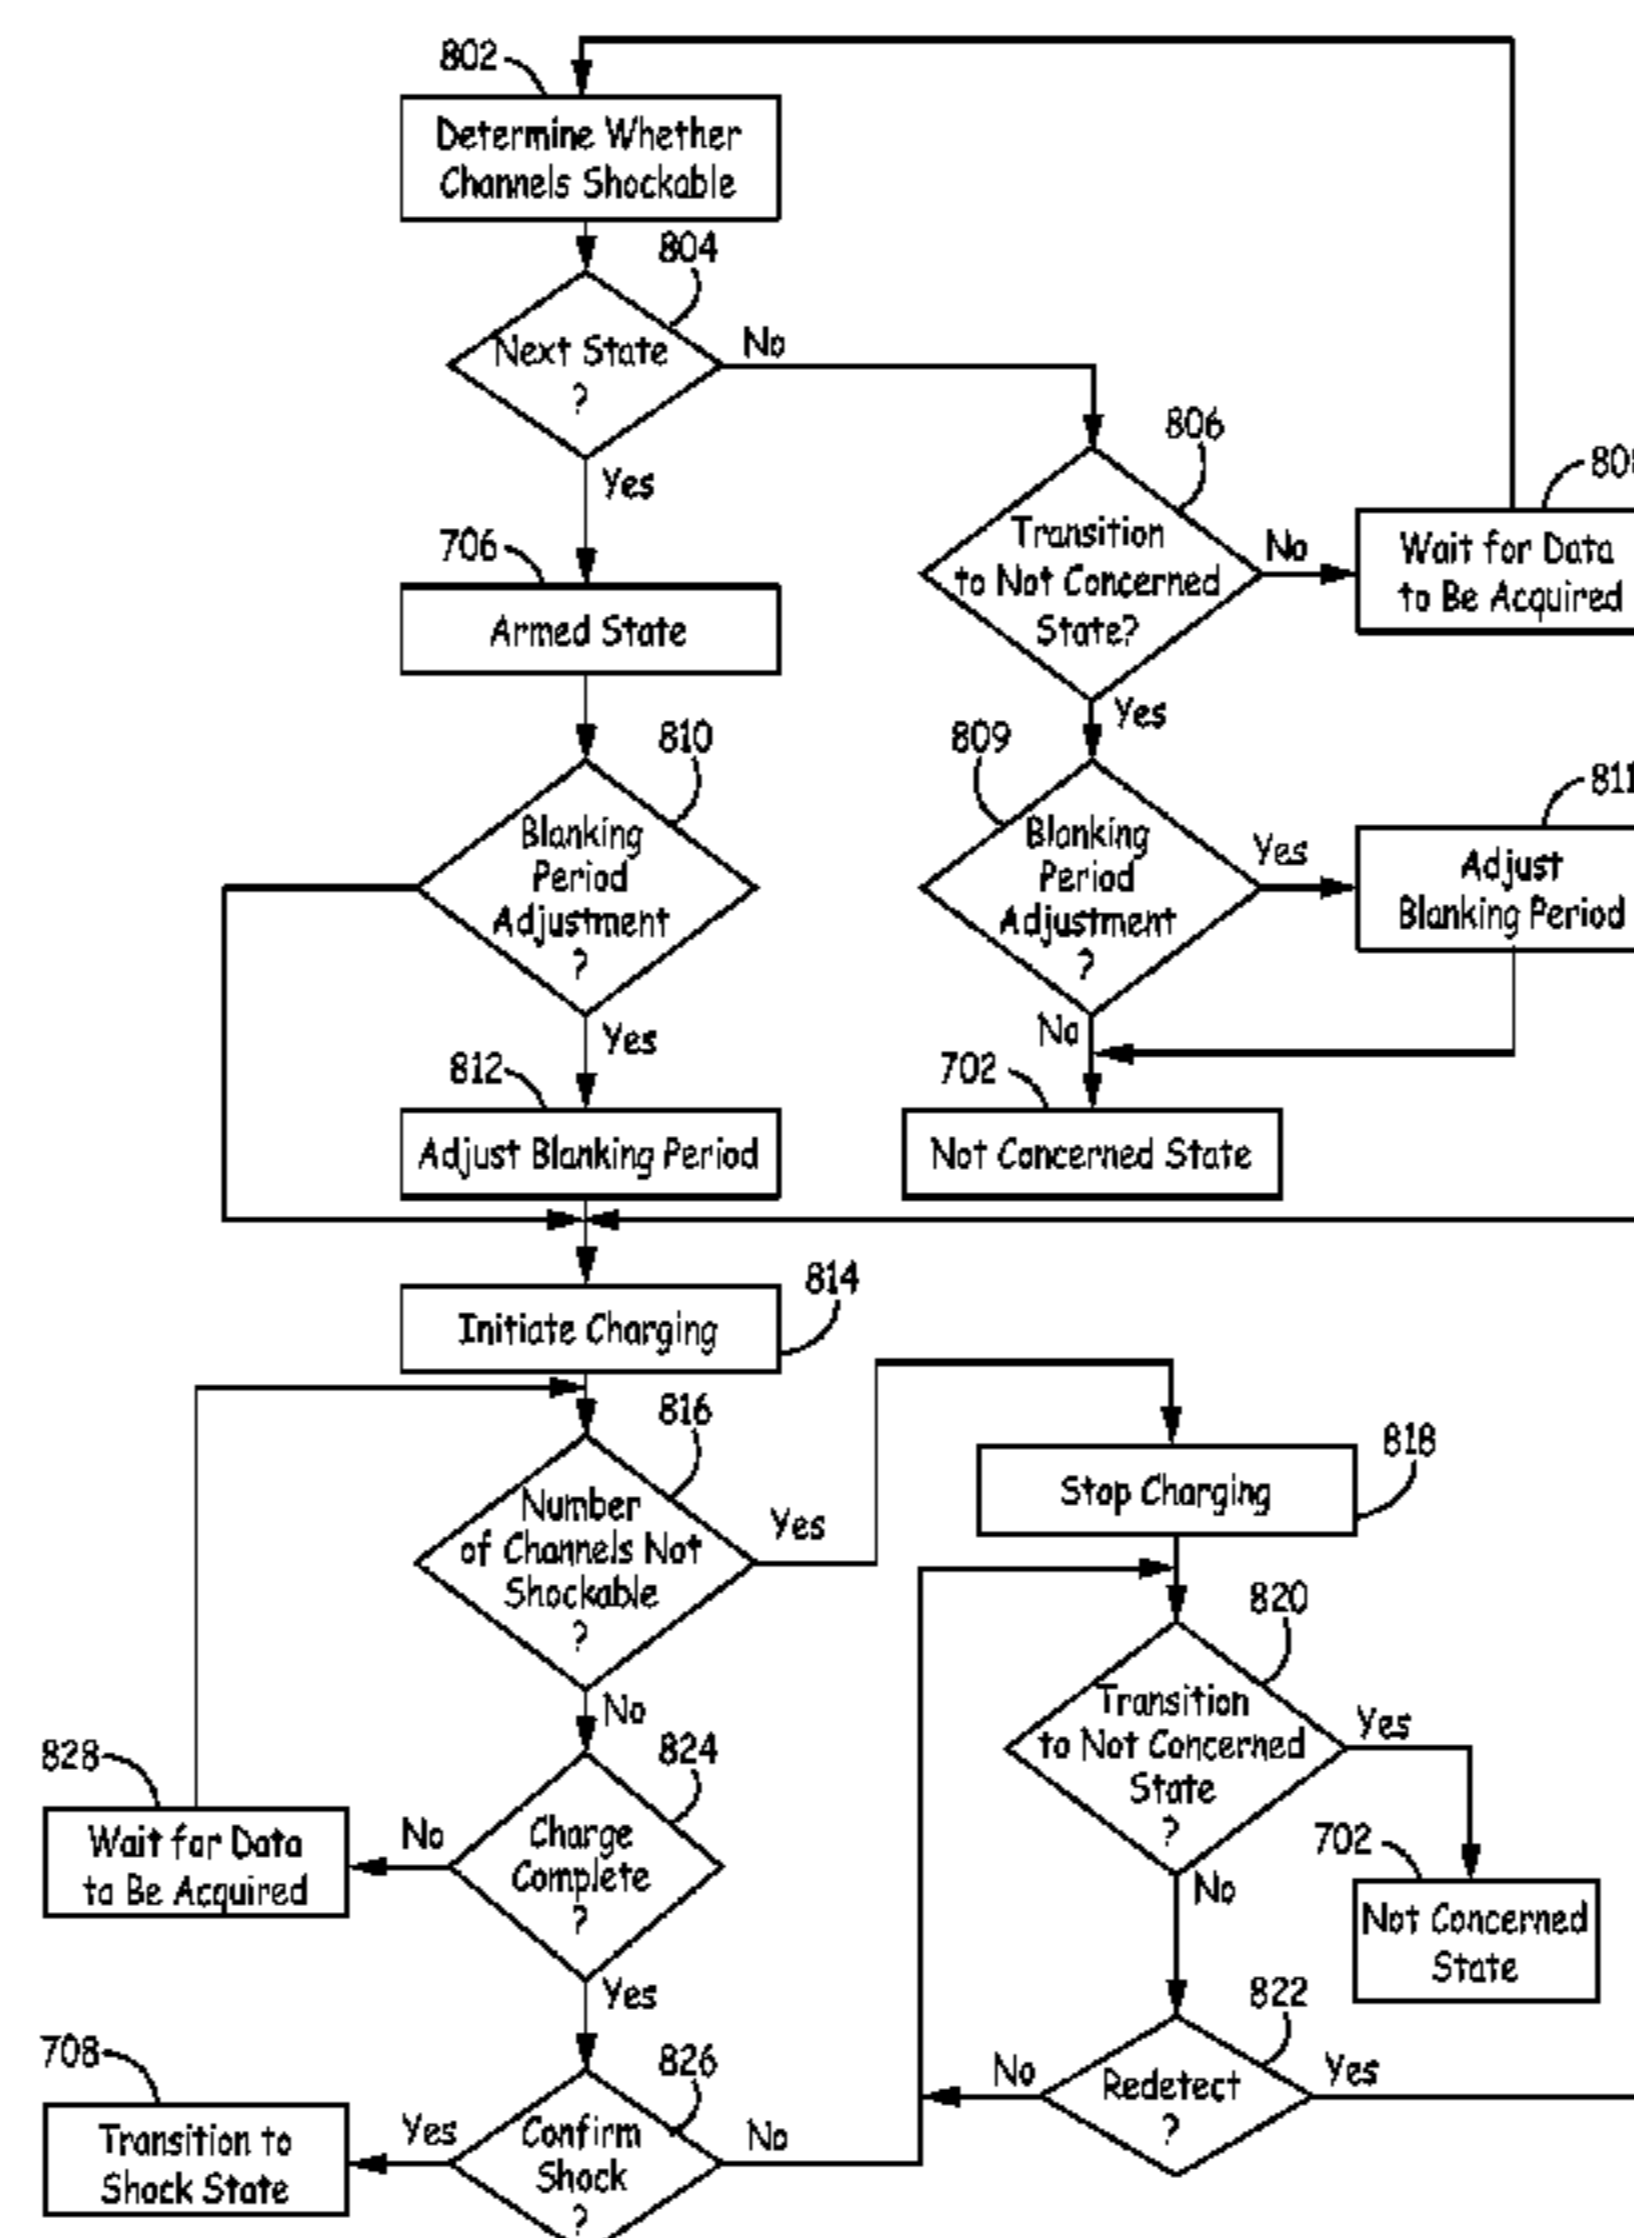 802
Determine Whether
Channels Shockable
804
Next State
?
No
Yes
806
Transition
to Not Concerned
State?
No
Yes
Wait for Data
to Be Acquired
706
Armed State
810
Blanking
Period
Adjustment
?
Yes
809
Blanking
Period
Adjustment
?
Yes
No
811
Adjust
Blanking Period
812
Adjust Blanking Period
702
Not Concerned State
814
Initiate Charging
816
Number
of Channels Not
Shockable
?
Yes
No
818
Stop Charging
820
Transition
to Not Concerned
State
?
Yes
No
702
Not Concerned
State
828
Wait far Data
ta Be Acquired
824
Charge
Complete
?
No
Yes
822
Redetect
?
No
Yes
708
Transition to
Shock State
826
Confirm
Shock
?
Yes
No